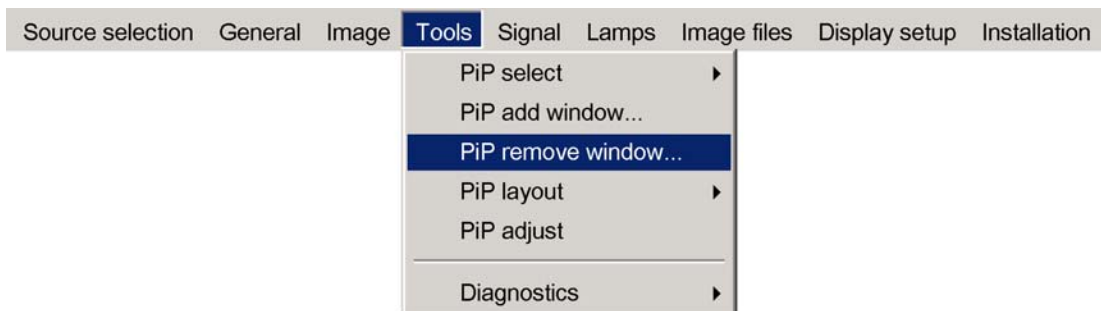 Source selection General Image Tools Signal Lamps Image files Display setup Installation
PiP select
PiP add window...
PiP remove window...
PiP layout
PiP adjust
Diagnostics